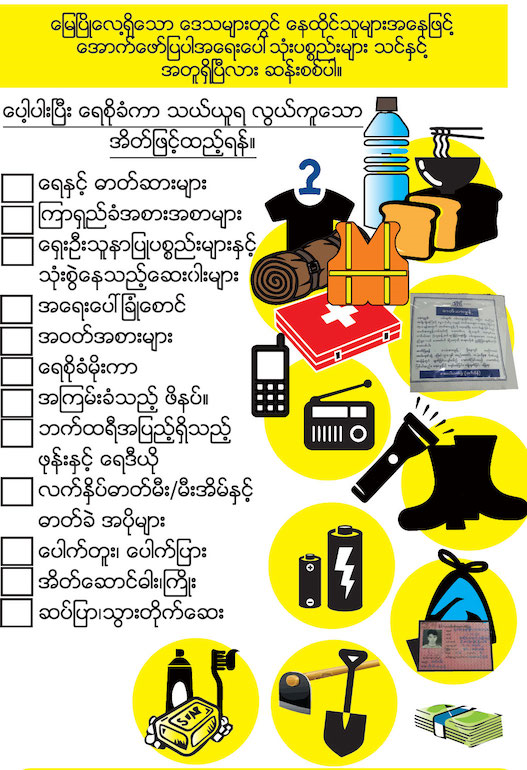 မြေပြိုလေ့ရှိသော ဒေသများတွင် နေထိုင်သူများအနေဖြင့်
အောက်ဖော်ပြပါအရေးပေါ် သုံးပစ္စည်းများ သင်နှင့်
အတူရှိပြီလား ဆန်းစစ်ပါ။
ပေ့ါပါးပြီး ရေစိုခံကာ သယ်ယူရ လွယ်ကူသော
အိတ်ဖြင့်ထည့်ရန်။
ရေနှင့် ဓာတ်ဆားများ
ကြာရှည်ခံအစားအစာများ
ရှေးဦးသူနာပြုပစ္စည်းများနှင့်
သုံးစွဲနေသည့်ဆေးဝါးများ
အရေးပေါ်ခြုံစောင်
အဝတ်အစားများ
ရေစိုခံမိုးကာ
အကြမ်းခံသည့် ဖိနပ်။
ဘက်ထရီအပြည့်ရှိသည့်
ဖုန်းနှင့် ရေဒီယို
လက်နှိပ်ဓာတ်မီး/မီးအိမ်နှင့်
ဓာတ်ခဲ အပိုများ
ပေါက်တူး၊ ပေါက်ပြား
အိတ်ဆောင်ဓါး၊ကြိုး
ဆပ်ပြာ၊သွားတိုက်ဆေး
SOAP